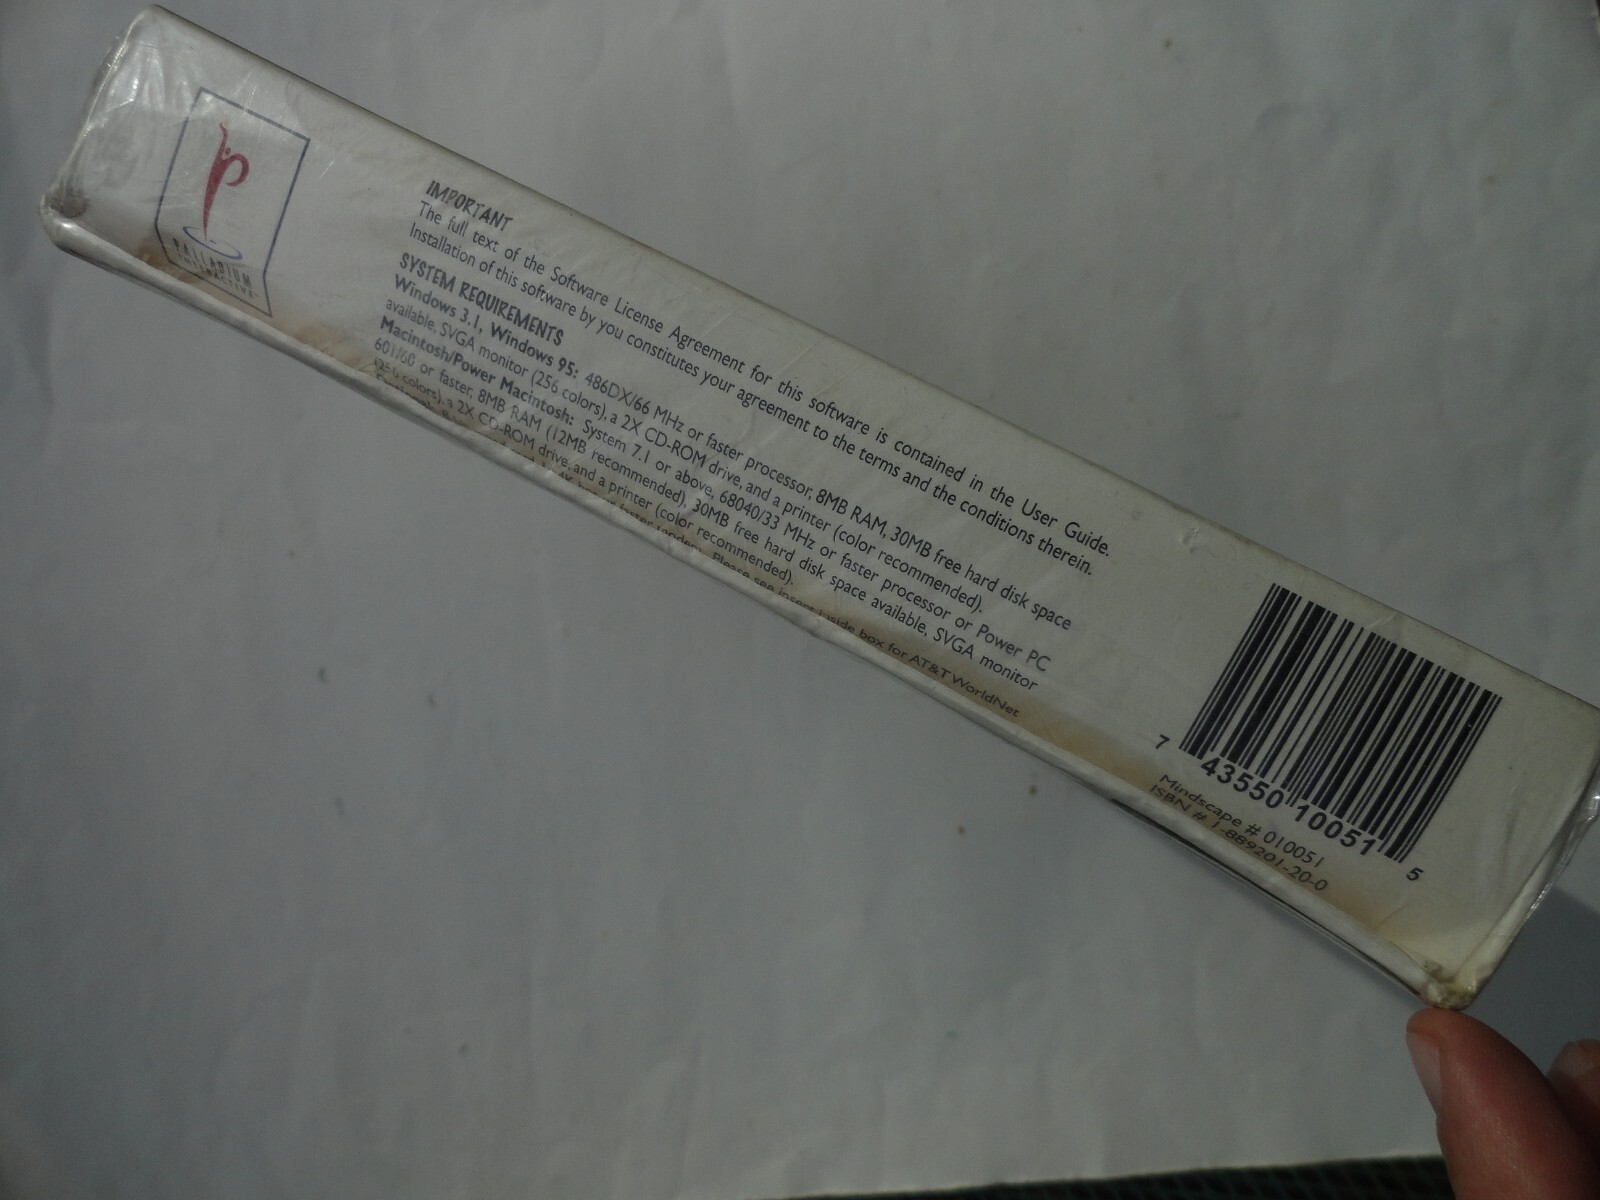 PALLADIUM
INTERACTIVE
IMPORTANT
The full text of the Software License Agreement for this software is contained in the User Guide.
Installation of this software by you constitutes your agreement to the terms and the conditions therein.
SYSTEM REQUIREMENTS
Windows 3.1, Windows 95: 486DX/66 MHz or faster processor, 8MB RAM, 30MB free hard disk space
available, SVGA monitor (256 colors), a 2X CD-ROM drive, and a printer (color recommended).
Macintosh/Power Macintosh: System 7.1 or above, 68040/33 MHz or faster processor or Power PC
601/60 or faster, 8MB RAM (12MB recommended), 30MB free hard disk space available, SVGA monitor
(256 colors), a 2X CD-ROM drive, and a printer (color recommended).
or faster modem. Please see insert inside box for AT&T WorldNet
7 43550 10051 5
Mindscape # 010051
ISBN # 1-889201-20-0